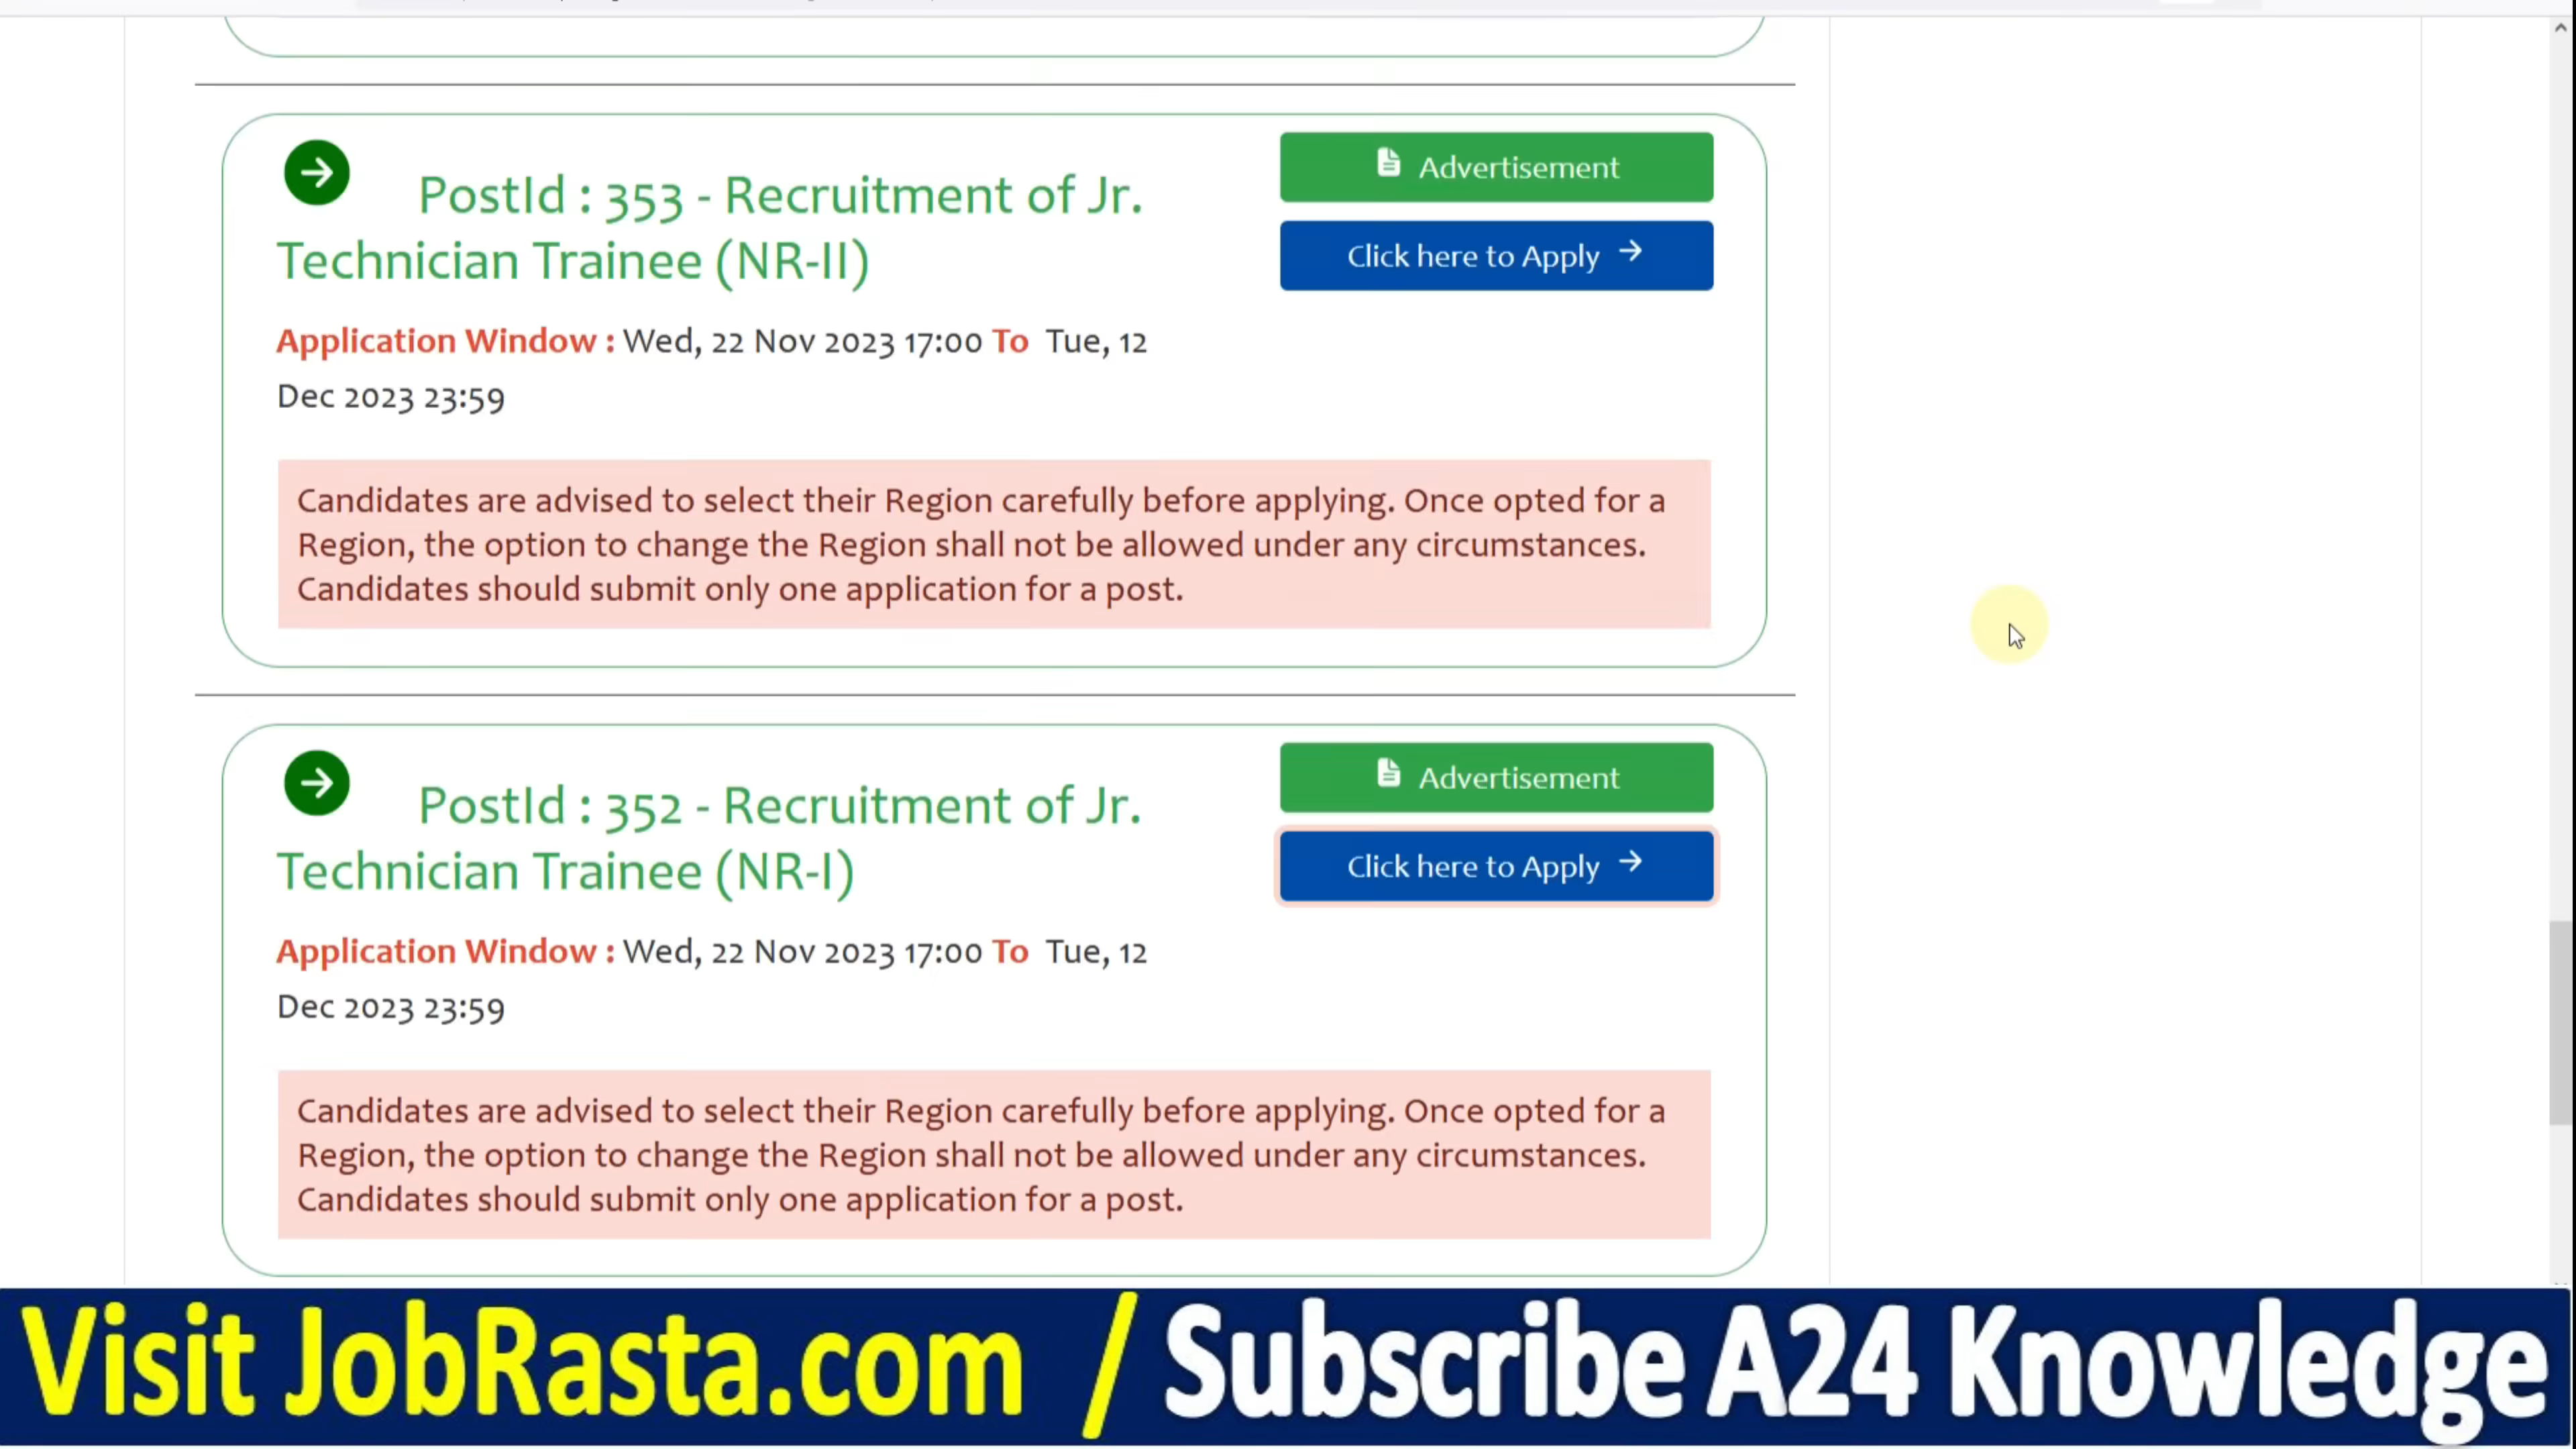 PostId : 353 - Recruitment of Jr.
Technician Trainee (NR-II)
Advertisement
Click here to Apply
Application Window : Wed, 22 Nov 2023 17:00 To Tue, 12
Dec 2023 23:59
Candidates are advised to select their Region carefully before applying. Once opted for a
Region, the option to change the Region shall not be allowed under any circumstances.
Candidates should submit only one application for a post.
PostId : 352 - Recruitment of Jr.
Technician Trainee (NR-I)
Advertisement
Click here to Apply
Application Window : Wed, 22 Nov 2023 17:00 To Tue, 12
Dec 2023 23:59
Candidates are advised to select their Region carefully before applying. Once opted for a
Region, the option to change the Region shall not be allowed under any circumstances.
Candidates should submit only one application for a post.
Visit JobRasta.com / Subscribe A24 Knowledge